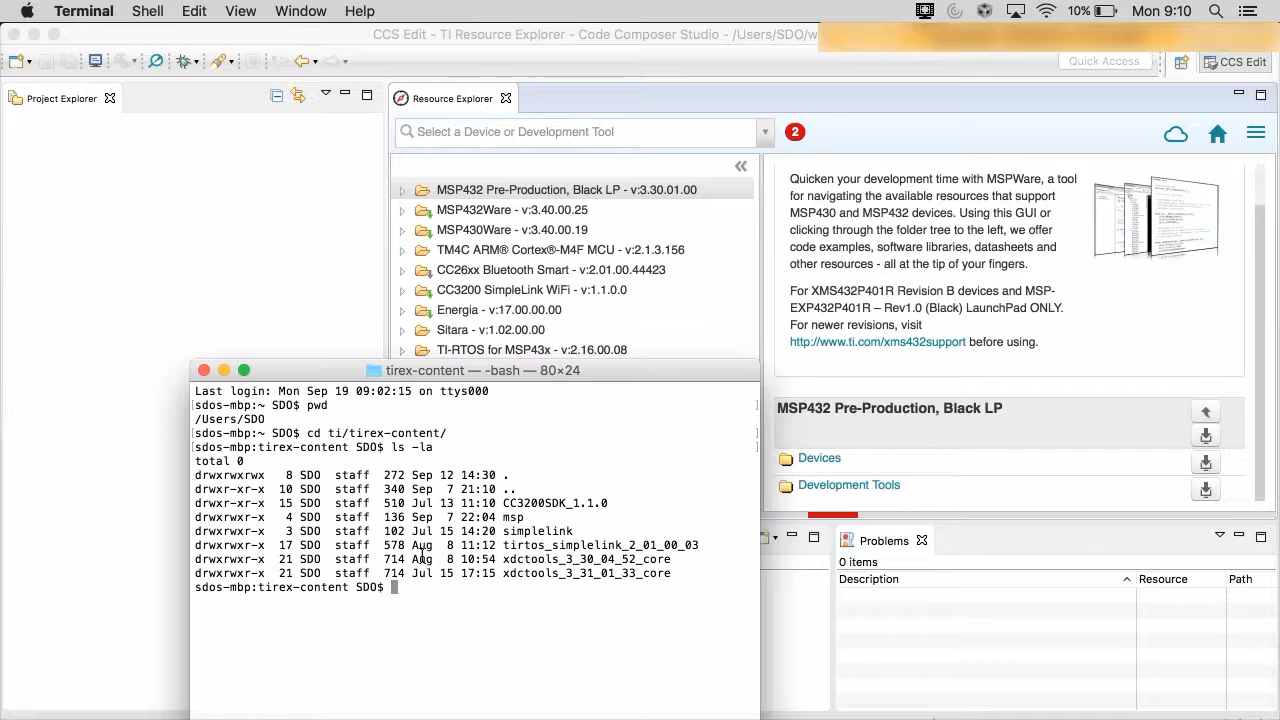 Terminal Shell Edit View Window Help 10% Mon 9:10
CCS Edit - TI Resource Explorer - Code Composer Studio - /Users/SDO/w
Quick Access CCS Edit
Project Explorer
Resource Explorer
Select a Device or Development Tool
2
MSP432 Pre-Production, Black LP - v:3.30.01.00
MSP432Ware - v:3.40.00.25
MSP430Ware - v:3.40.00.19
TM4C ARM® Cortex®-M4F MCU - v:2.1.3.156
CC26xx Bluetooth Smart - v:2.01.00.44423
CC3200 SimpleLink WiFi - v:1.1.0.0
Energia - v:17.00.00.00
Sitara - v:1.02.00.00
TI-RTOS for MSP43x - v:2.16.00.08
Quicken your development time with MSPWare, a tool
for navigating the available resources that support
MSP430 and MSP432 devices. Using this GUI or
clicking through the folder tree to the left, we offer
code examples, software libraries, datasheets and
other resources - all at the tip of your fingers.
For XMS432P401R Revision B devices and MSP-
EXP432P401R – Rev1.0 (Black) LaunchPad ONLY.
For newer revisions, visit
http://www.ti.com/xms432support before using.
MSP432 Pre-Production, Black LP
Devices
Development Tools
tirex-content — -bash — 80×24
Last login: Mon Sep 19 09:02:15 on ttys000
[sdos-mbp:~ SDO$ pwd ]
/Users/SDO
[sdos-mbp:~ SDO$ cd ti/tirex-content/ ]
[sdos-mbp:tirex-content SDO$ ls -la ]
total 0
drwxrwxrwx 8 SDO staff 272 Sep 12 14:30 .
drwxr-xr-x 10 SDO staff 340 Sep 7 21:10 ..
drwxr-xr-x 15 SDO staff 510 Jul 13 11:10 CC3200SDK_1.1.0
drwxr-xr-x 4 SDO staff 136 Sep 7 22:04 msp
drwxr-xr-x 3 SDO staff 102 Jul 15 14:20 simplelink
drwxr-xr-x 17 SDO staff 578 Aug 8 11:12 tirtos_simplelink_2_01_00_03
drwxr-xr-x 21 SDO staff 714 Aug 8 10:54 xdctools_3_30_04_52_core
drwxr-xr-x 21 SDO staff 714 Jul 15 17:15 xdctools_3_31_01_33_core
sdos-mbp:tirex-content SDO$
Problems
0 items
Description Resource Path